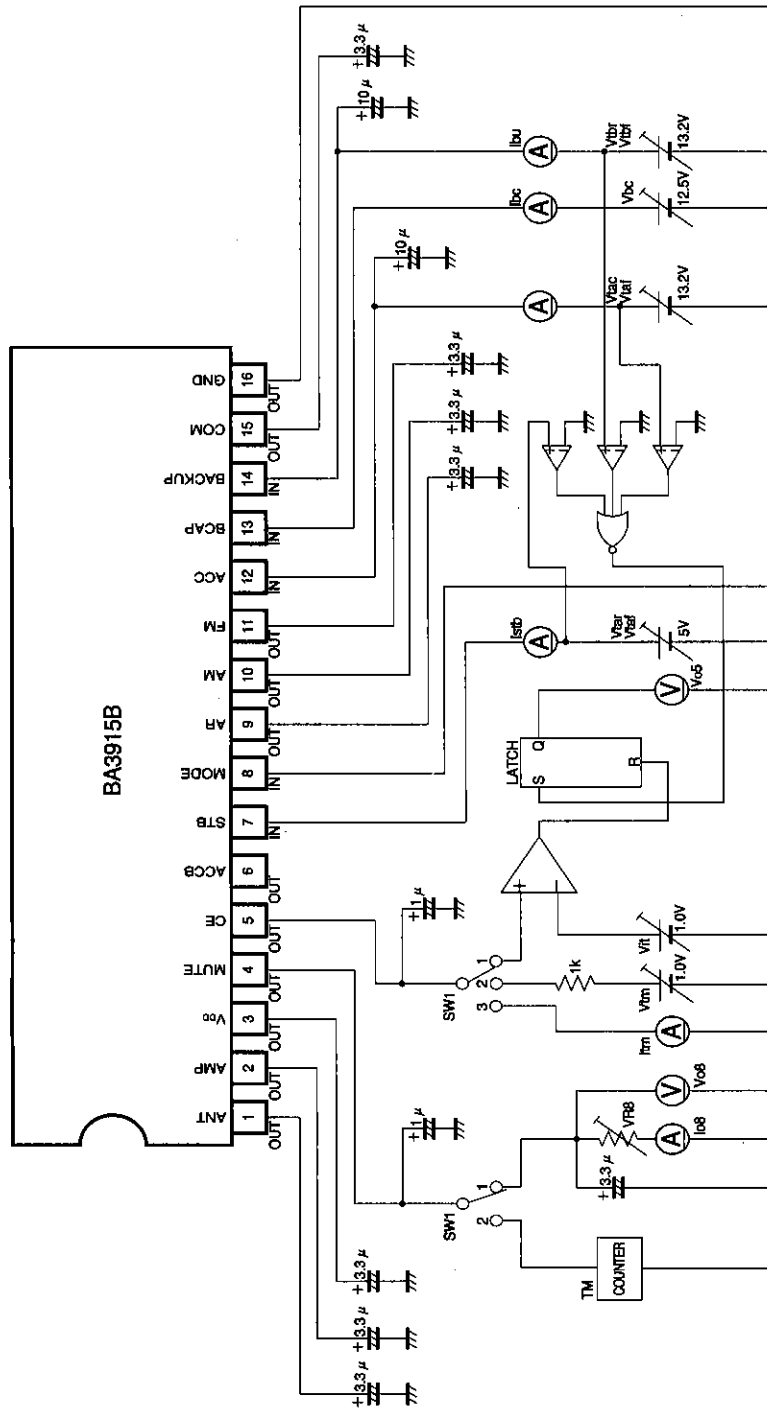 BA3915B
ANT
AMP
Vcc
MUTE
CE
ACCB
STB
MODE
AR
AM
FM
ACC
BCAP
BACKUP
COM
GND
1
2
3
4
5
6
7
8
9
10
11
12
13
14
15
16
OUT
OUT
OUT
OUT
OUT
OUT
IN
IN
OUT
OUT
OUT
IN
IN
IN
OUT
OUT
+3.3μ
+3.3μ
+3.3μ
+1μ
+1μ
+3.3μ
+3.3μ
+3.3μ
+10μ
+10μ
+3.3μ
SW1
2
1
TM
COUNTER
+3.3μ
VR8
A
Io8
V
Vo8
SW1
3
2
1
1k
Itm
A
Vtm
1.0V
Vit
1.0V
+
−
LATCH
S
Q
R
V
Vo5
Istb
A
Vtar
Vtaf
5V
A
Vtac
Vtaf
13.2V
Ibc
A
Vbc
12.5V
Ibu
A
Vtbr
Vtbf
13.2V